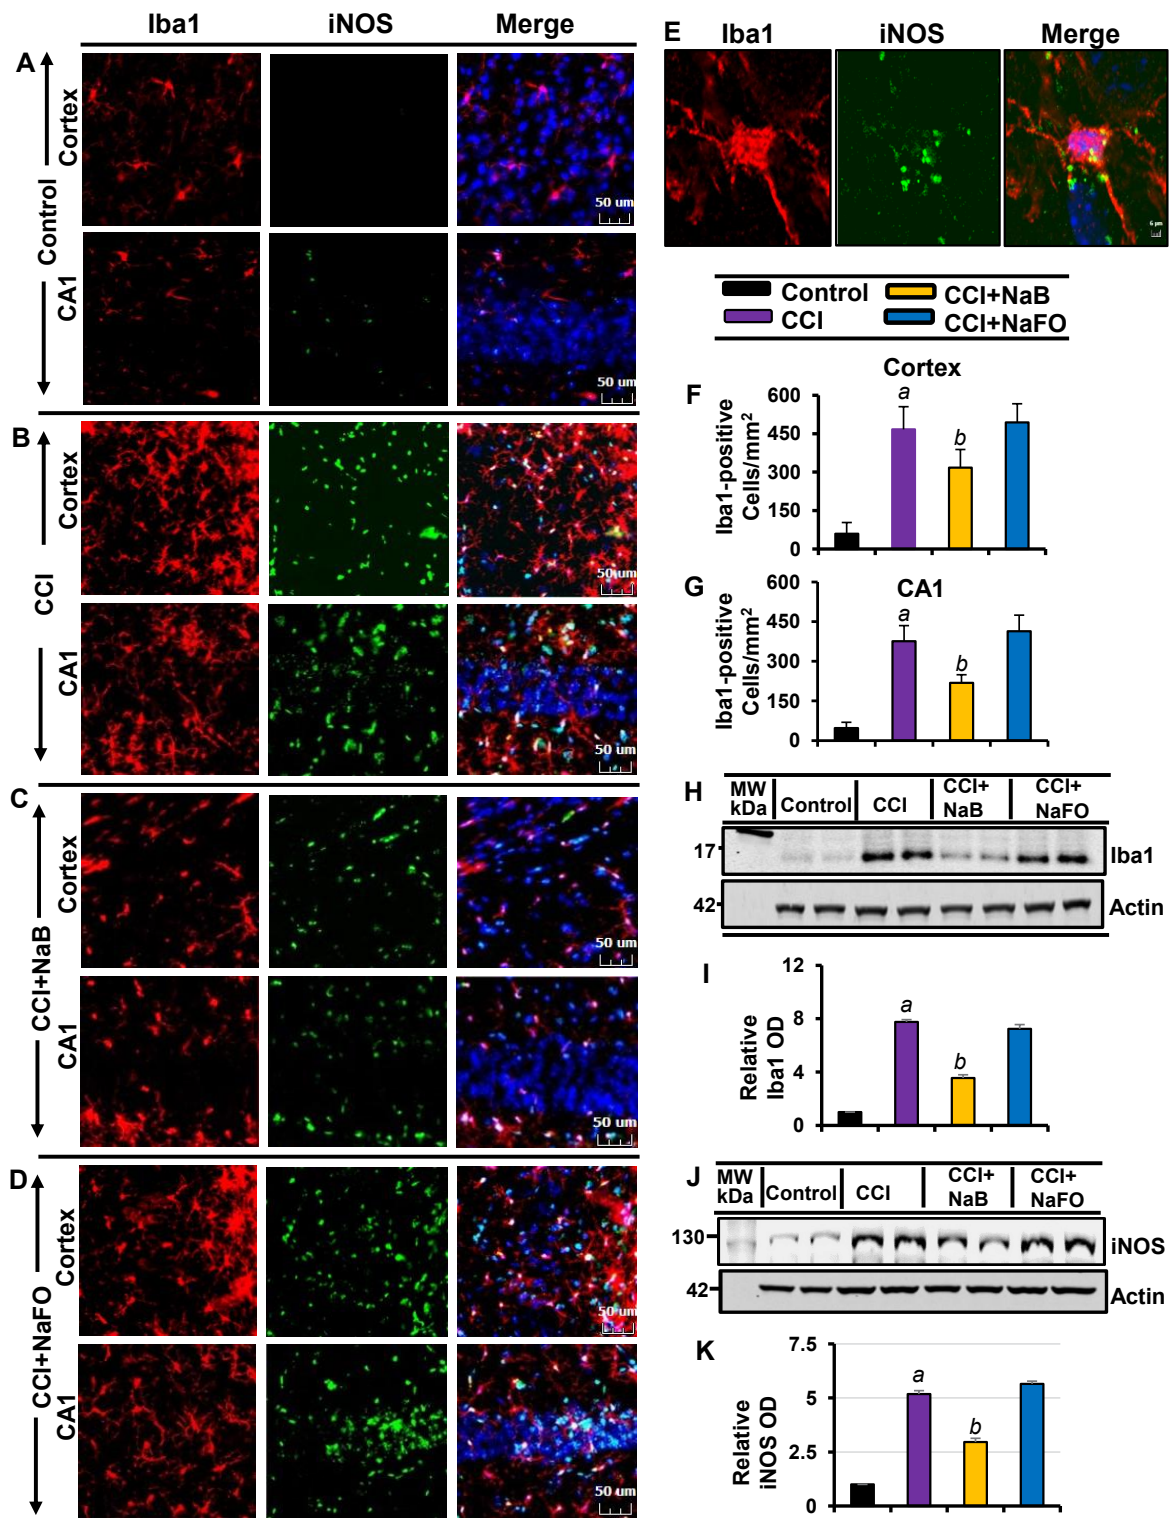 Iba1 iNOS Merge
A
Control
Cortex
50 um
CA1
50 um
B
CCI
Cortex
50 um
CA1
50 um
C
CCI+NaB
Cortex
50 um
CA1
50 um
D
CCI+NaFO
Cortex
50 um
CA1
50 um
E Iba1 iNOS Merge
6 µm
Control CCI+NaB
CCI CCI+NaFO
F
Cortex
Iba1-positive
Cells/mm²
600
450
300
150
0
a
b
G
CA1
Iba1-positive
Cells/mm²
600
450
300
150
0
a
b
H
MW kDa Control CCI CCI+ NaB CCI+ NaFO
17 Iba1
42 Actin
I
Relative
Iba1 OD
12
8
4
0
a
b
J
MW kDa Control CCI CCI+ NaB CCI+ NaFO
130 iNOS
42 Actin
K
Relative
iNOS OD
7.5
5
2.5
0
a
b